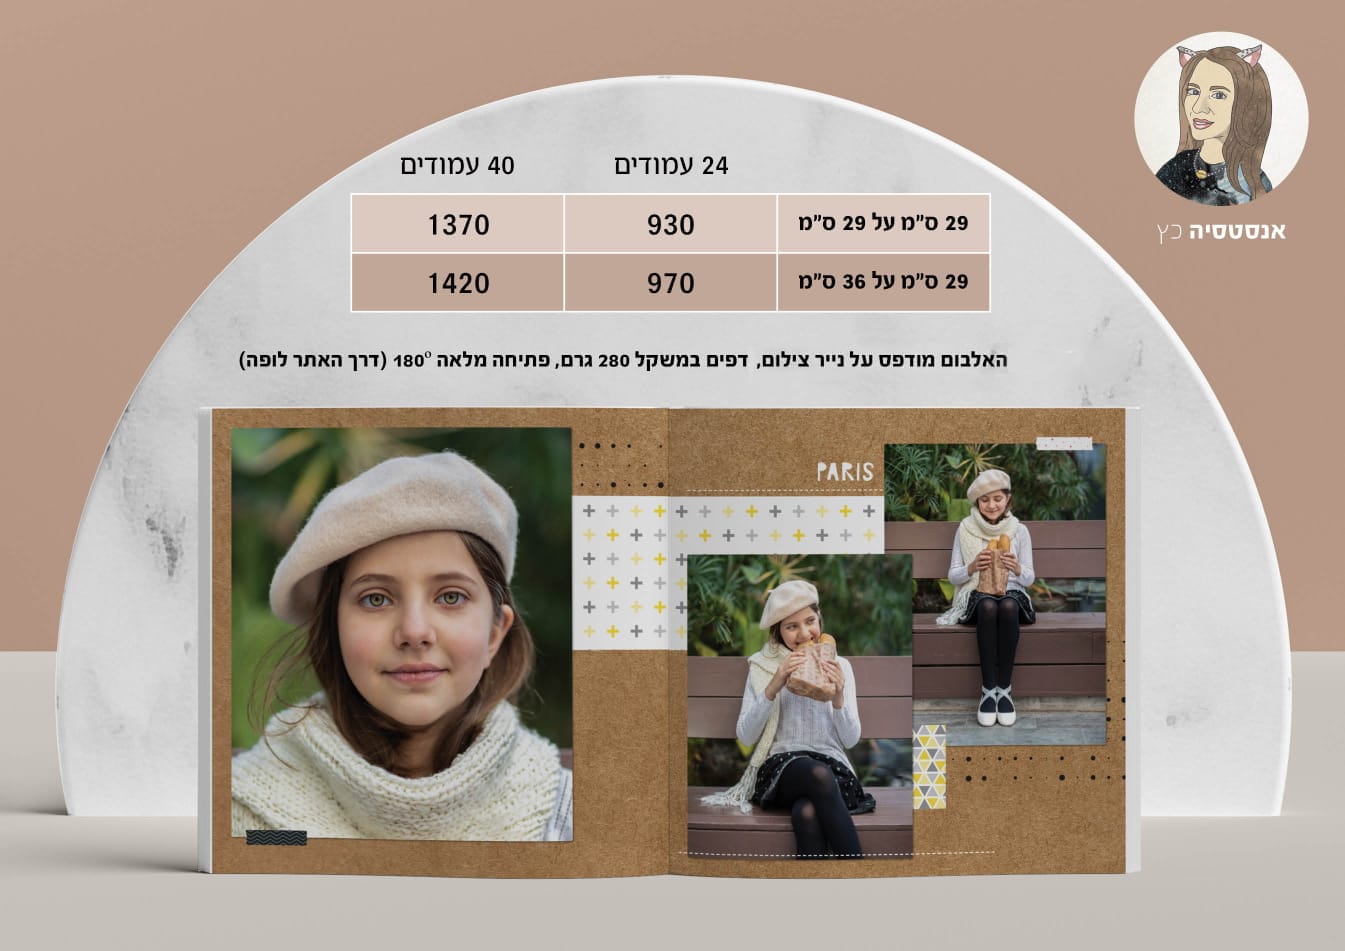 אנסטסיה כץ
24 עמודים 40 עמודים
29 ס"מ על 29 ס"מ 930 1370
29 ס"מ על 36 ס"מ 970 1420
האלבום מודפס על נייר צילום, דפים במשקל 280 גרם, פתיחה מלאה 180º (דרך האתר לופה)
PARIS